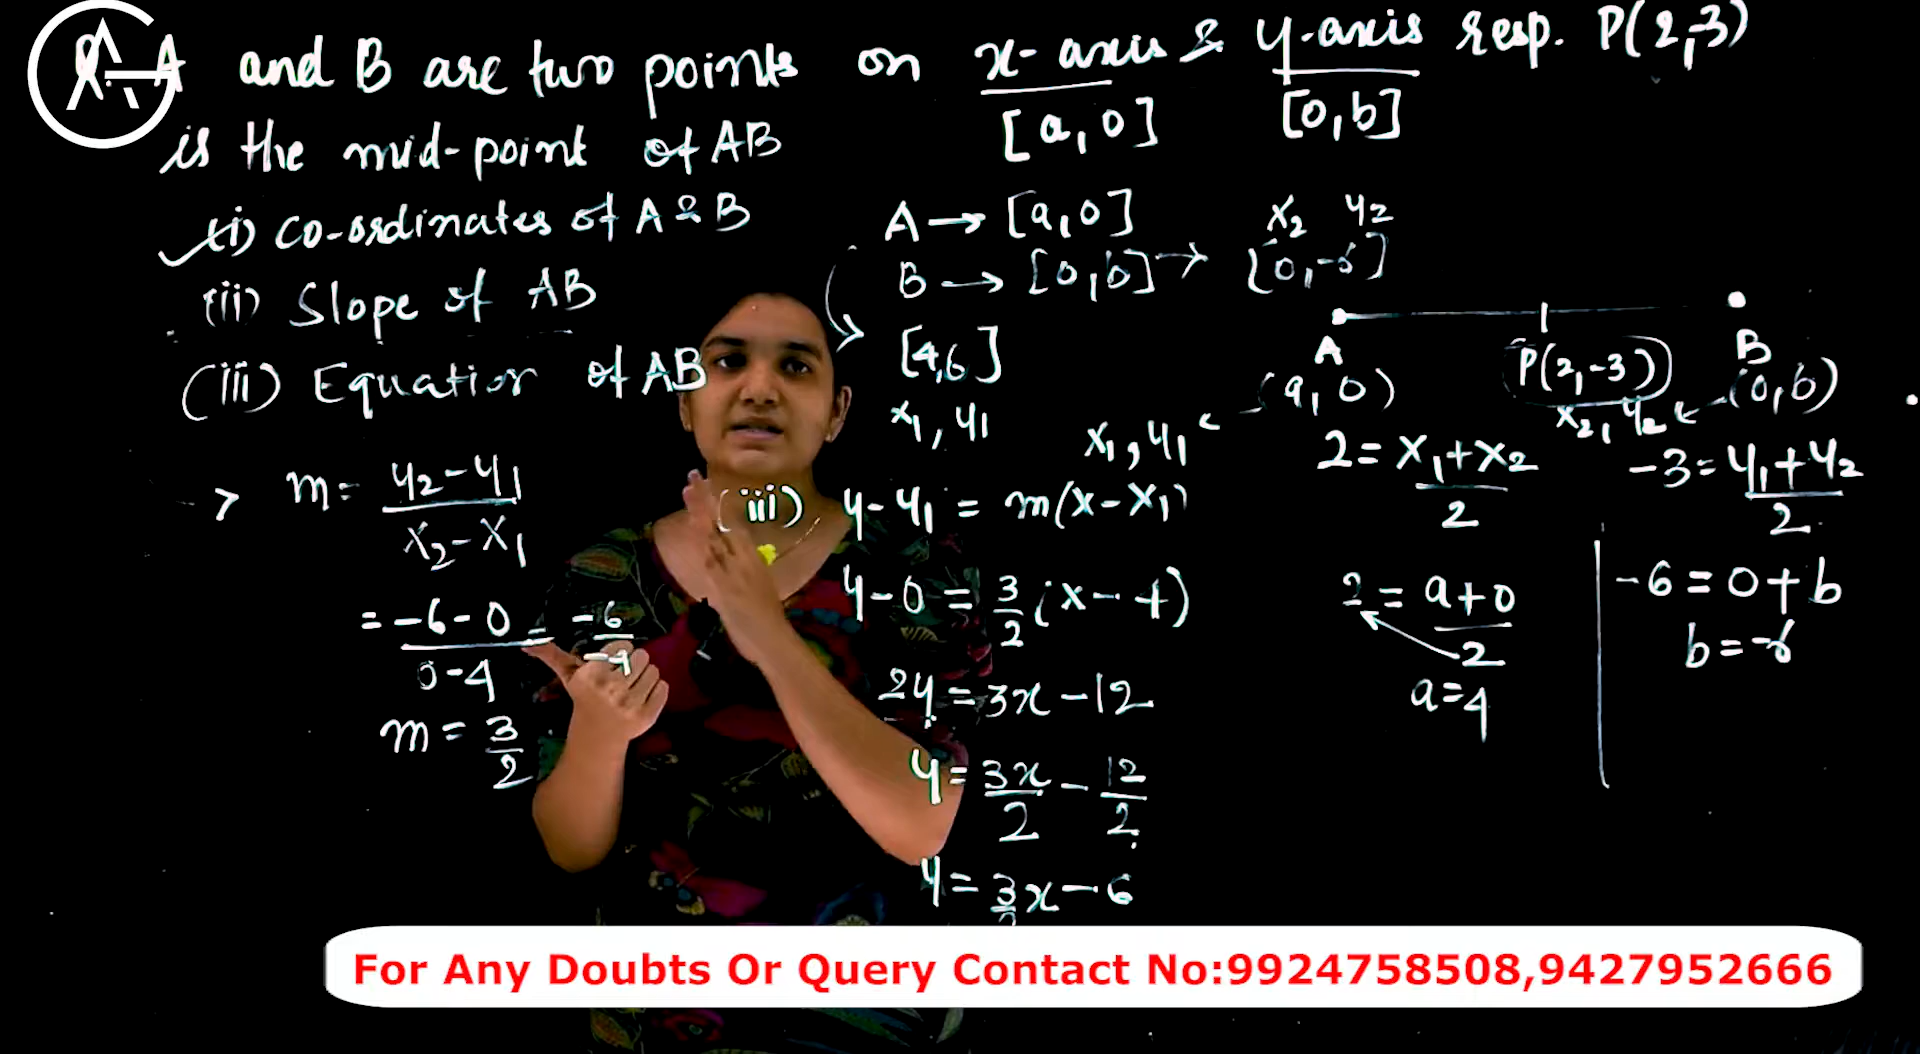 Q. A and B are two points on x-axis & y-axis resp. P(2,-3)
[a,0] [0,b]
is the mid-point of AB
(i) co-ordinates of A & B
(ii) Slope of AB
(iii) Equation of AB
A → [a,0]
B → [0,b] → [0,-6]
x2 y2
[4,6]
x1, y1
A B
(a, 0) P(2,-3) (0, b)
x1, y1 x2, y2
2 = x1+x2/2
-3 = y1+y2/2
2 = a+0/2
a=4
-6 = 0+b
b=-6
m= y2-y1/x2-x1
= -6-0/0-4 = -6/-4
m = 3/2
(iii) y-y1 = m(x-x1)
y-0 = 3/2 (x-4)
2y = 3x-12
y = 3x/2 - 12/2
y = 3/2 x - 6
For Any Doubts Or Query Contact No:9924758508,9427952666